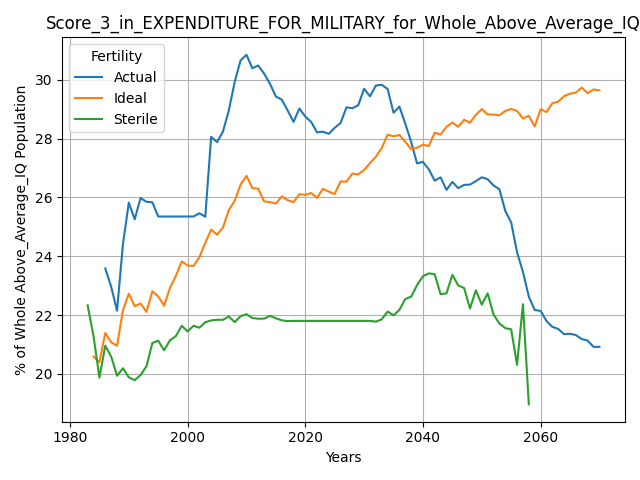 Score_3_in_EXPENDITURE_FOR_MILITARY_for_Whole_Above_Average_IQ
Fertility
Actual
Ideal
Sterile
% of Whole Above_Average_IQ Population
30
28
26
24
22
20
1980
2000
2020
2040
2060
Years